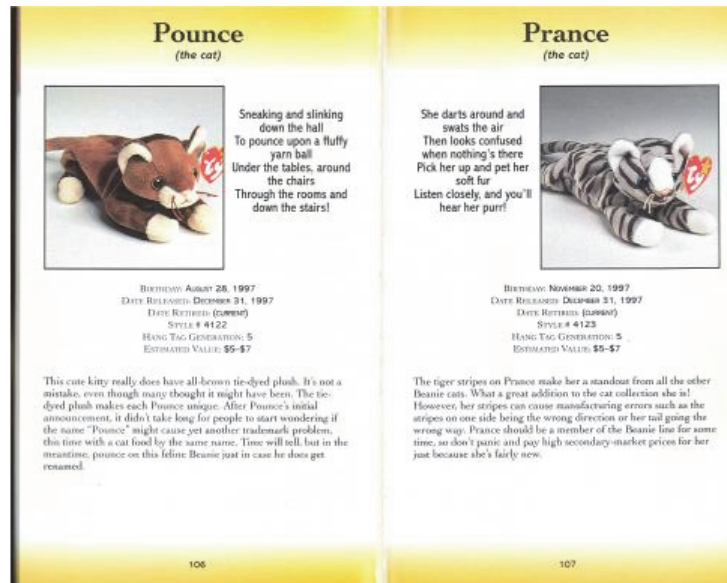 Pounce
(the cat)
Sneaking and slinking
down the hall
To pounce upon a fluffy
yarn ball
Under the tables, around
the chairs
Through the rooms and
down the stairs!
ty
BIRTHDAY: AUGUST 28, 1997
DATE RELEASED: DECEMBER 31, 1997
DATE RETIRED: (CURRENT)
STYLE # 4122
HANG TAG GENERATION: 5
ESTIMATED VALUE: $5–$7
This cute kitty really does have all-brown tie-dyed plush. It's not a
mistake, even though many thought it might have been. The tie-
dyed plush makes each Pounce unique. After Pounce's initial
announcement, it didn't take long for people to start wondering if
the name "Pounce" might cause yet another trademark problem,
this time with a cat food by the same name. Time will tell, but in the
meantime, pounce on this feline Beanie just in case he does get
renamed.
106
Prance
(the cat)
She darts around and
swats the air
Then looks confused
when nothing's there
Pick her up and pet her
soft fur
Listen closely, and you'll
hear her purr!
ty
BIRTHDAY: NOVEMBER 20, 1997
DATE RELEASED: DECEMBER 31, 1997
DATE RETIRED: (CURRENT)
STYLE # 4123
HANG TAG GENERATION: 5
ESTIMATED VALUE: $5–$7
The tiger stripes on Prance make her a standout from all the other
Beanie cats. What a great addition to the cat collection she is!
However, her stripes can cause manufacturing errors such as the
stripes on one side being the wrong direction or her tail going the
wrong way. Prance should be a member of the Beanie line for some
time, so don't panic and pay high secondary-market prices for her
just because she's fairly new.
107